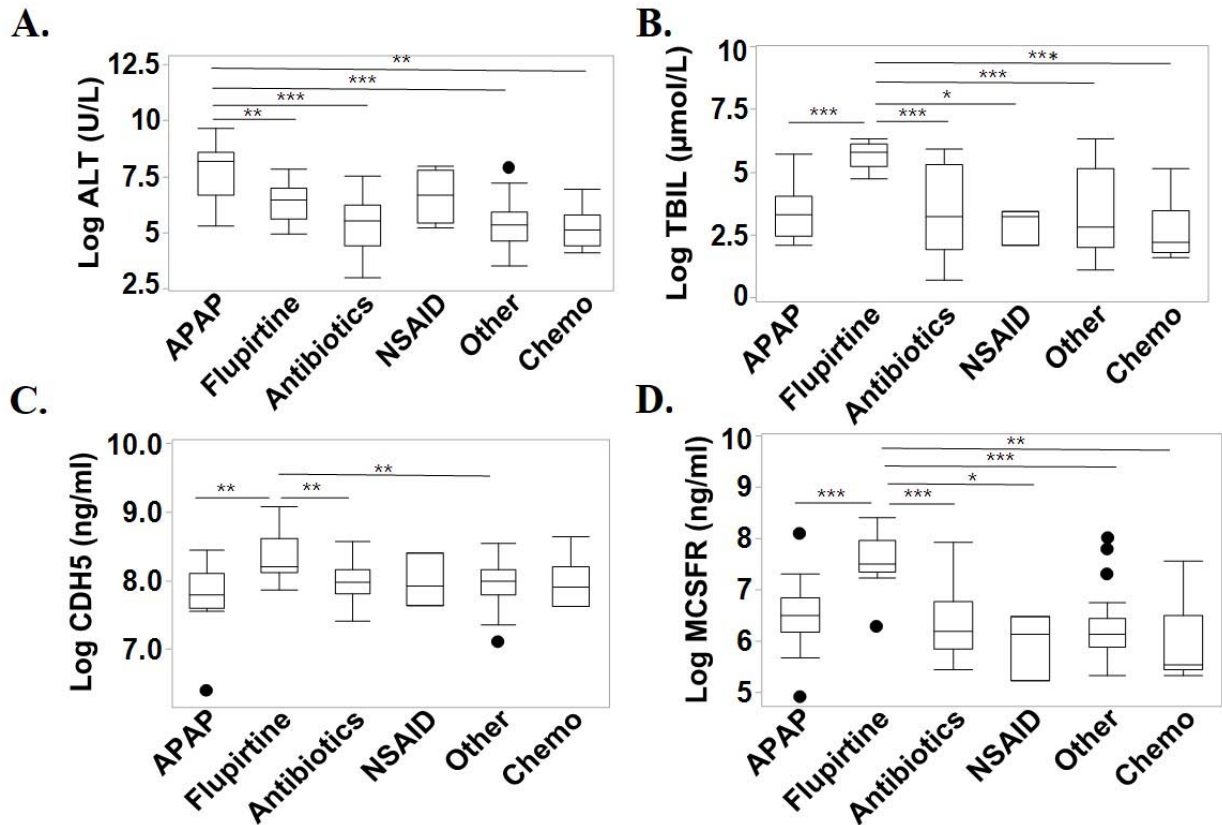 A.
Log ALT (U/L)
12.5
10
7.5
5
2.5
**
***
***
**
APAP
Flupirtine
Antibiotics
NSAID
Other
Chemo
B.
Log TBIL (μmol/L)
10
7.5
5
2.5
0
***
***
*
***
***
APAP
Flupirtine
Antibiotics
NSAID
Other
Chemo
C.
Log CDH5 (ng/ml)
10.0
9.0
8.0
7.0
**
**
**
APAP
Flupirtine
Antibiotics
NSAID
Other
Chemo
D.
Log MCSFR (ng/ml)
10
9
8
7
6
5
**
***
*
***
***
APAP
Flupirtine
Antibiotics
NSAID
Other
Chemo